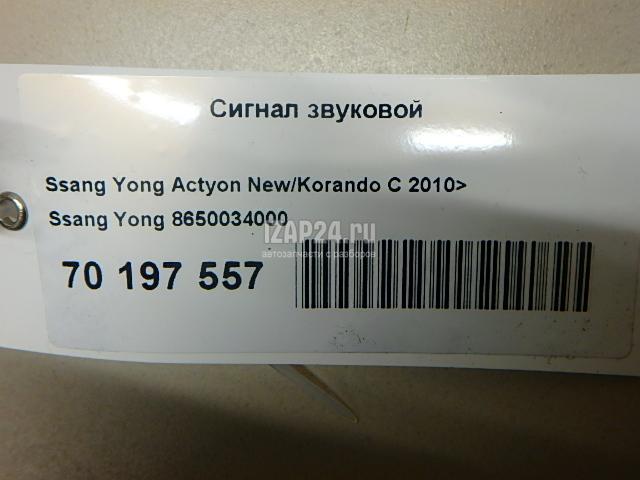 Сигнал звуковой
Ssang Yong Actyon New/Korando C 2010>
Ssang Yong 8650034000
IZAP24.ru
автозапчасти с разборов
70 197 557